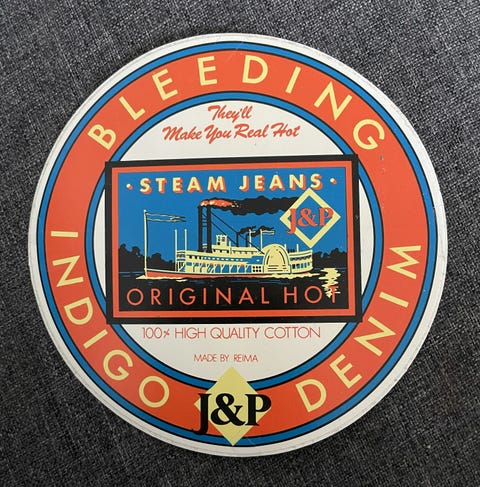 BLEEDING
They'll
Make You Real Hot
· STEAM JEANS ·
J&P
ORIGINAL HOT
100% HIGH QUALITY COTTON
MADE BY REIMA
INDIGO
J&P
DENIM